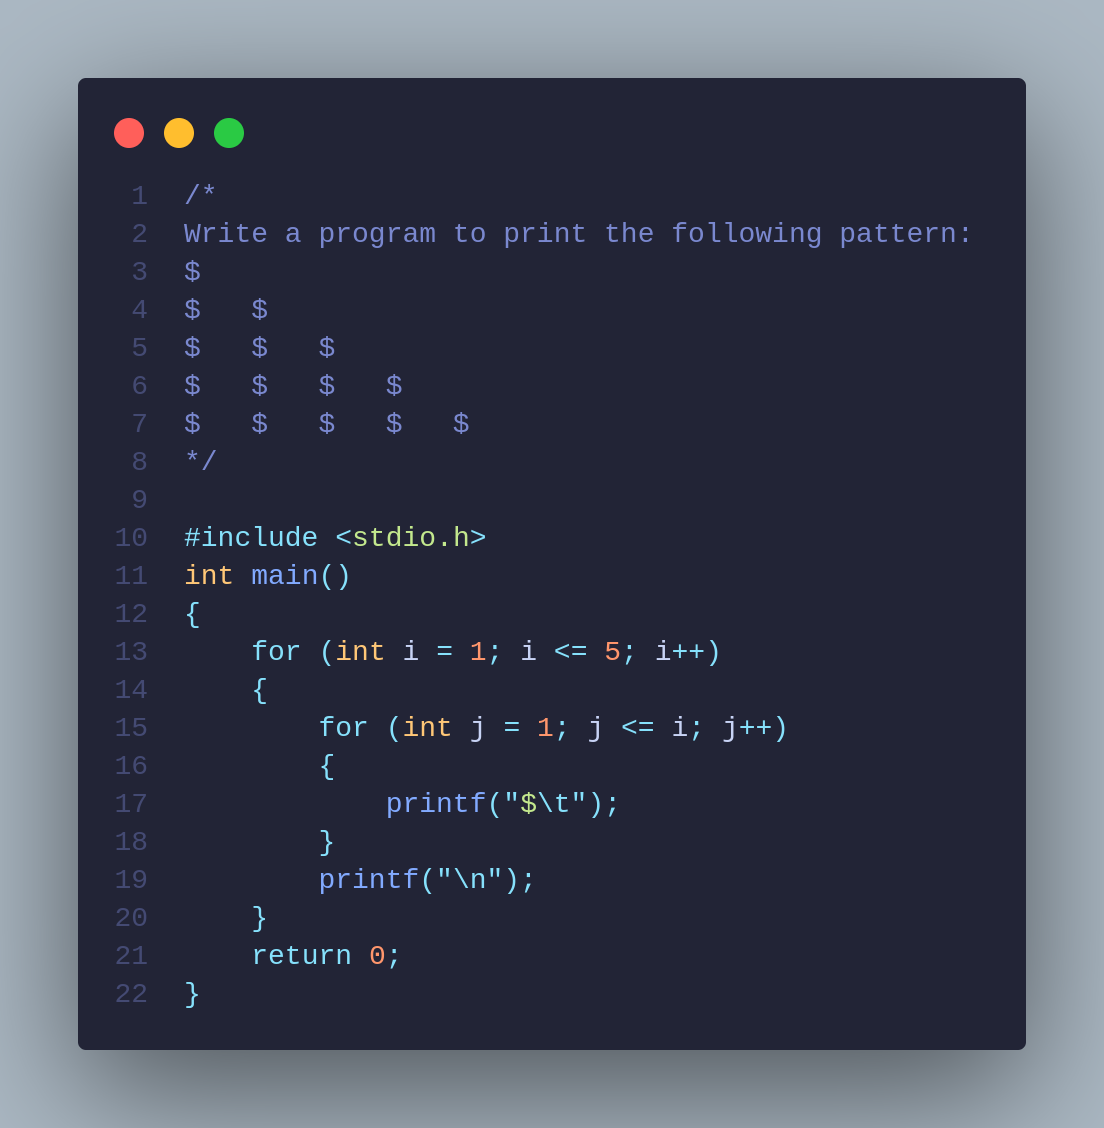 1 /*
2 Write a program to print the following pattern:
3 $
4 $   $
5 $   $   $
6 $   $   $   $
7 $   $   $   $   $
8 */
9
10 #include <stdio.h>
11 int main()
12 {
13     for (int i = 1; i <= 5; i++)
14     {
15         for (int j = 1; j <= i; j++)
16         {
17             printf("$\t");
18         }
19         printf("\n");
20     }
21     return 0;
22 }